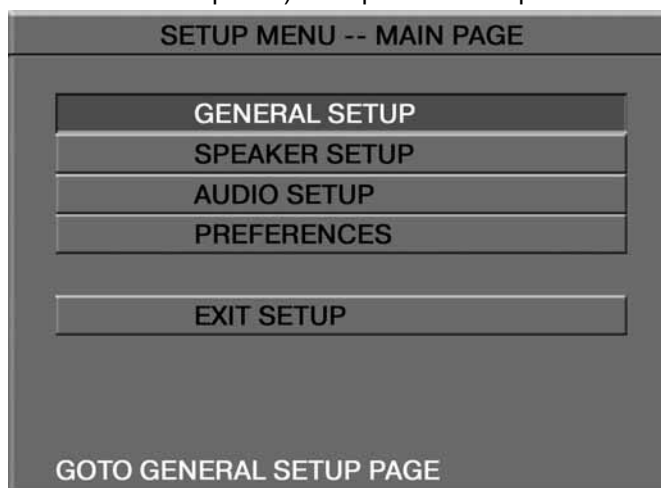 SETUP MENU -- MAIN PAGE
GENERAL SETUP
SPEAKER SETUP
AUDIO SETUP
PREFERENCES
EXIT SETUP
GOTO GENERAL SETUP PAGE